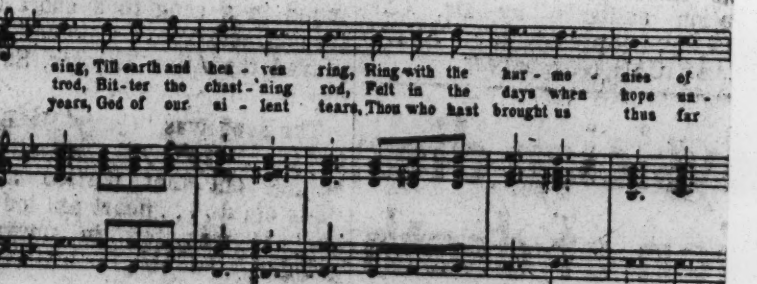 sing, Till earth and hea - ven ring, Ring with the har - mo - nies of
trod, Bit - ter the chast - 'ning rod, Felt in the days when hope un -
years, God of our si - lent tears, Thou who hast brought us thus far